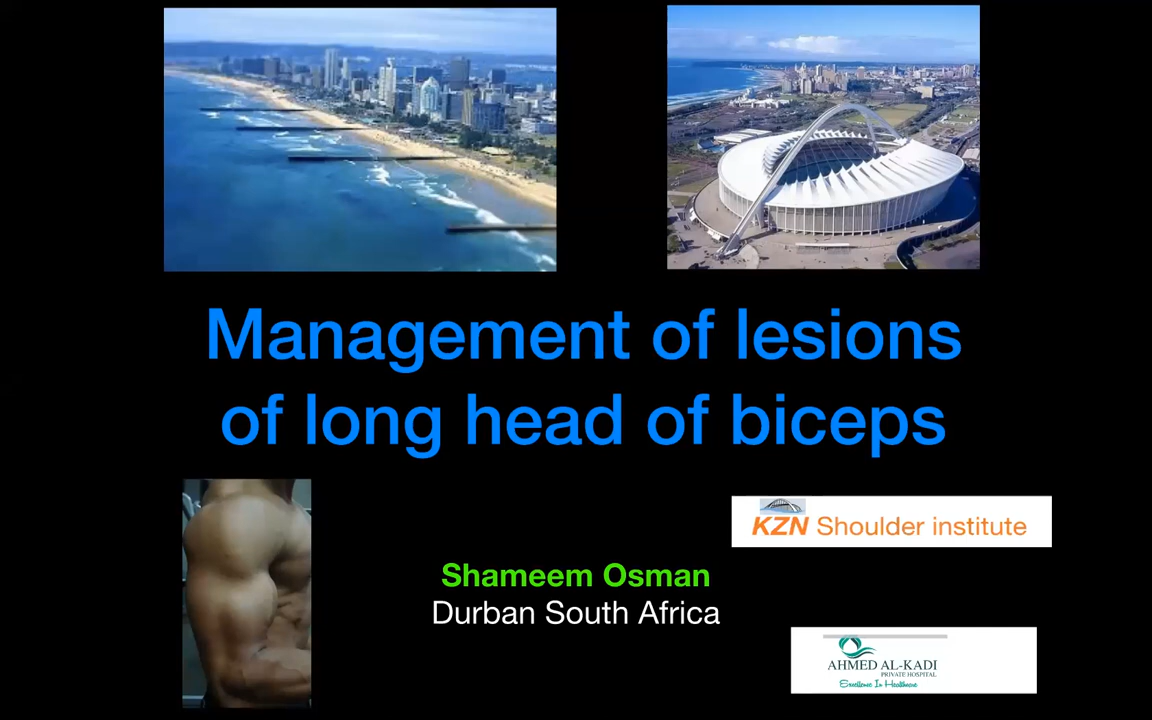 Management of lesions
of long head of biceps
KZN Shoulder institute
Shameem Osman
Durban South Africa
AHMED AL-KADI
PRIVATE HOSPITAL
Excellence In Healthcare